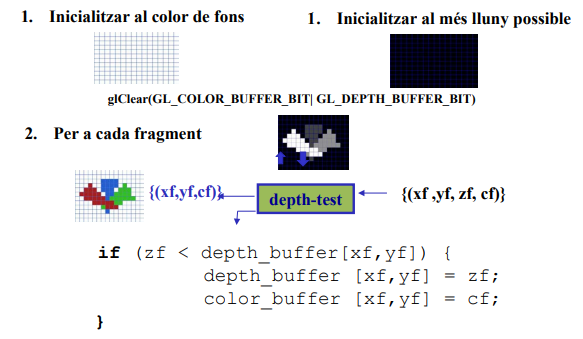 1. Inicialitzar al color de fons
1. Inicialitzar al més lluny possible
glClear(GL_COLOR_BUFFER_BIT| GL_DEPTH_BUFFER_BIT)
2. Per a cada fragment
{(xf,yf,cf)}
depth-test
{(xf ,yf, zf, cf)}
if (zf < depth_buffer[xf,yf]) {
depth_buffer [xf,yf] = zf;
color_buffer [xf,yf] = cf;
}